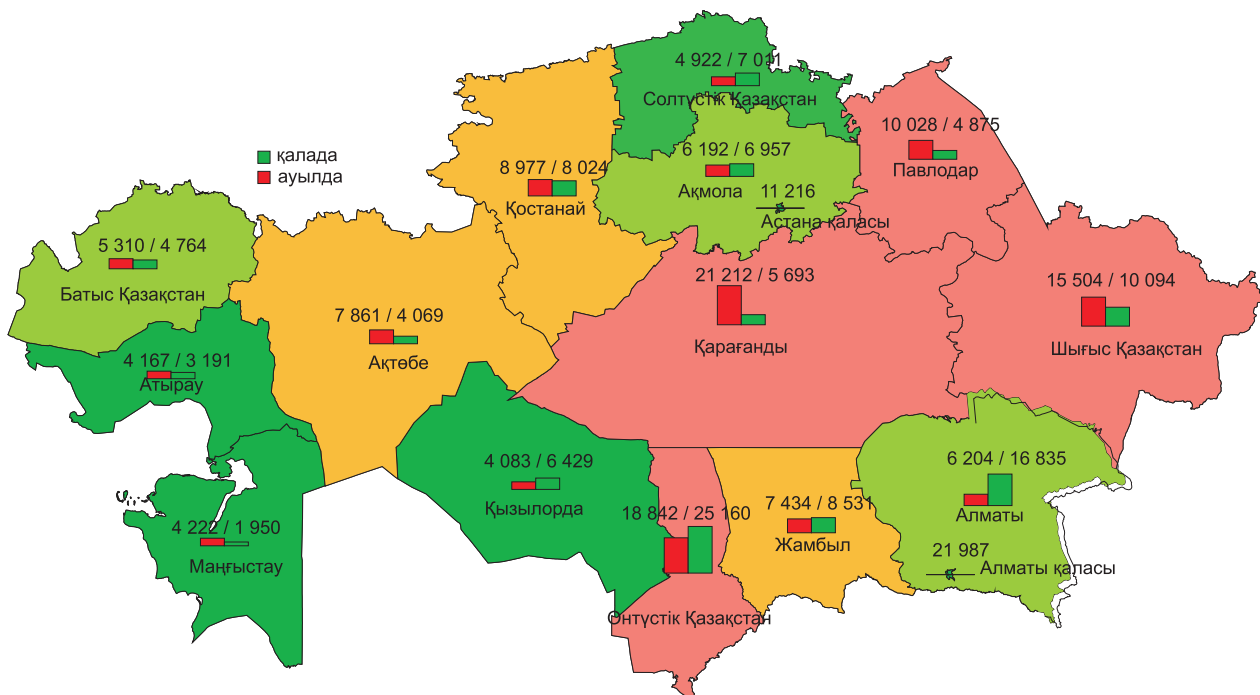 4 922 / 7 011
Солтүстік Қазақстан
10 028 / 4 875
Павлодар
қалада
ауылда
8 977 / 8 024
Қостанай
6 192 / 6 957
Ақмола
11 216
Астана қаласы
5 310 / 4 764
Батыс Қазақстан
21 212 / 5 693
Қарағанды
15 504 / 10 094
Шығыс Қазақстан
7 861 / 4 069
Ақтөбе
4 167 / 3 191
Атырау
4 083 / 6 429
Қызылорда
6 204 / 16 835
Алматы
18 842 / 25 160
Өнтүстік Қазақстан
7 434 / 8 531
Жамбыл
4 222 / 1 950
Маңғыстау
21 987
Алматы қаласы